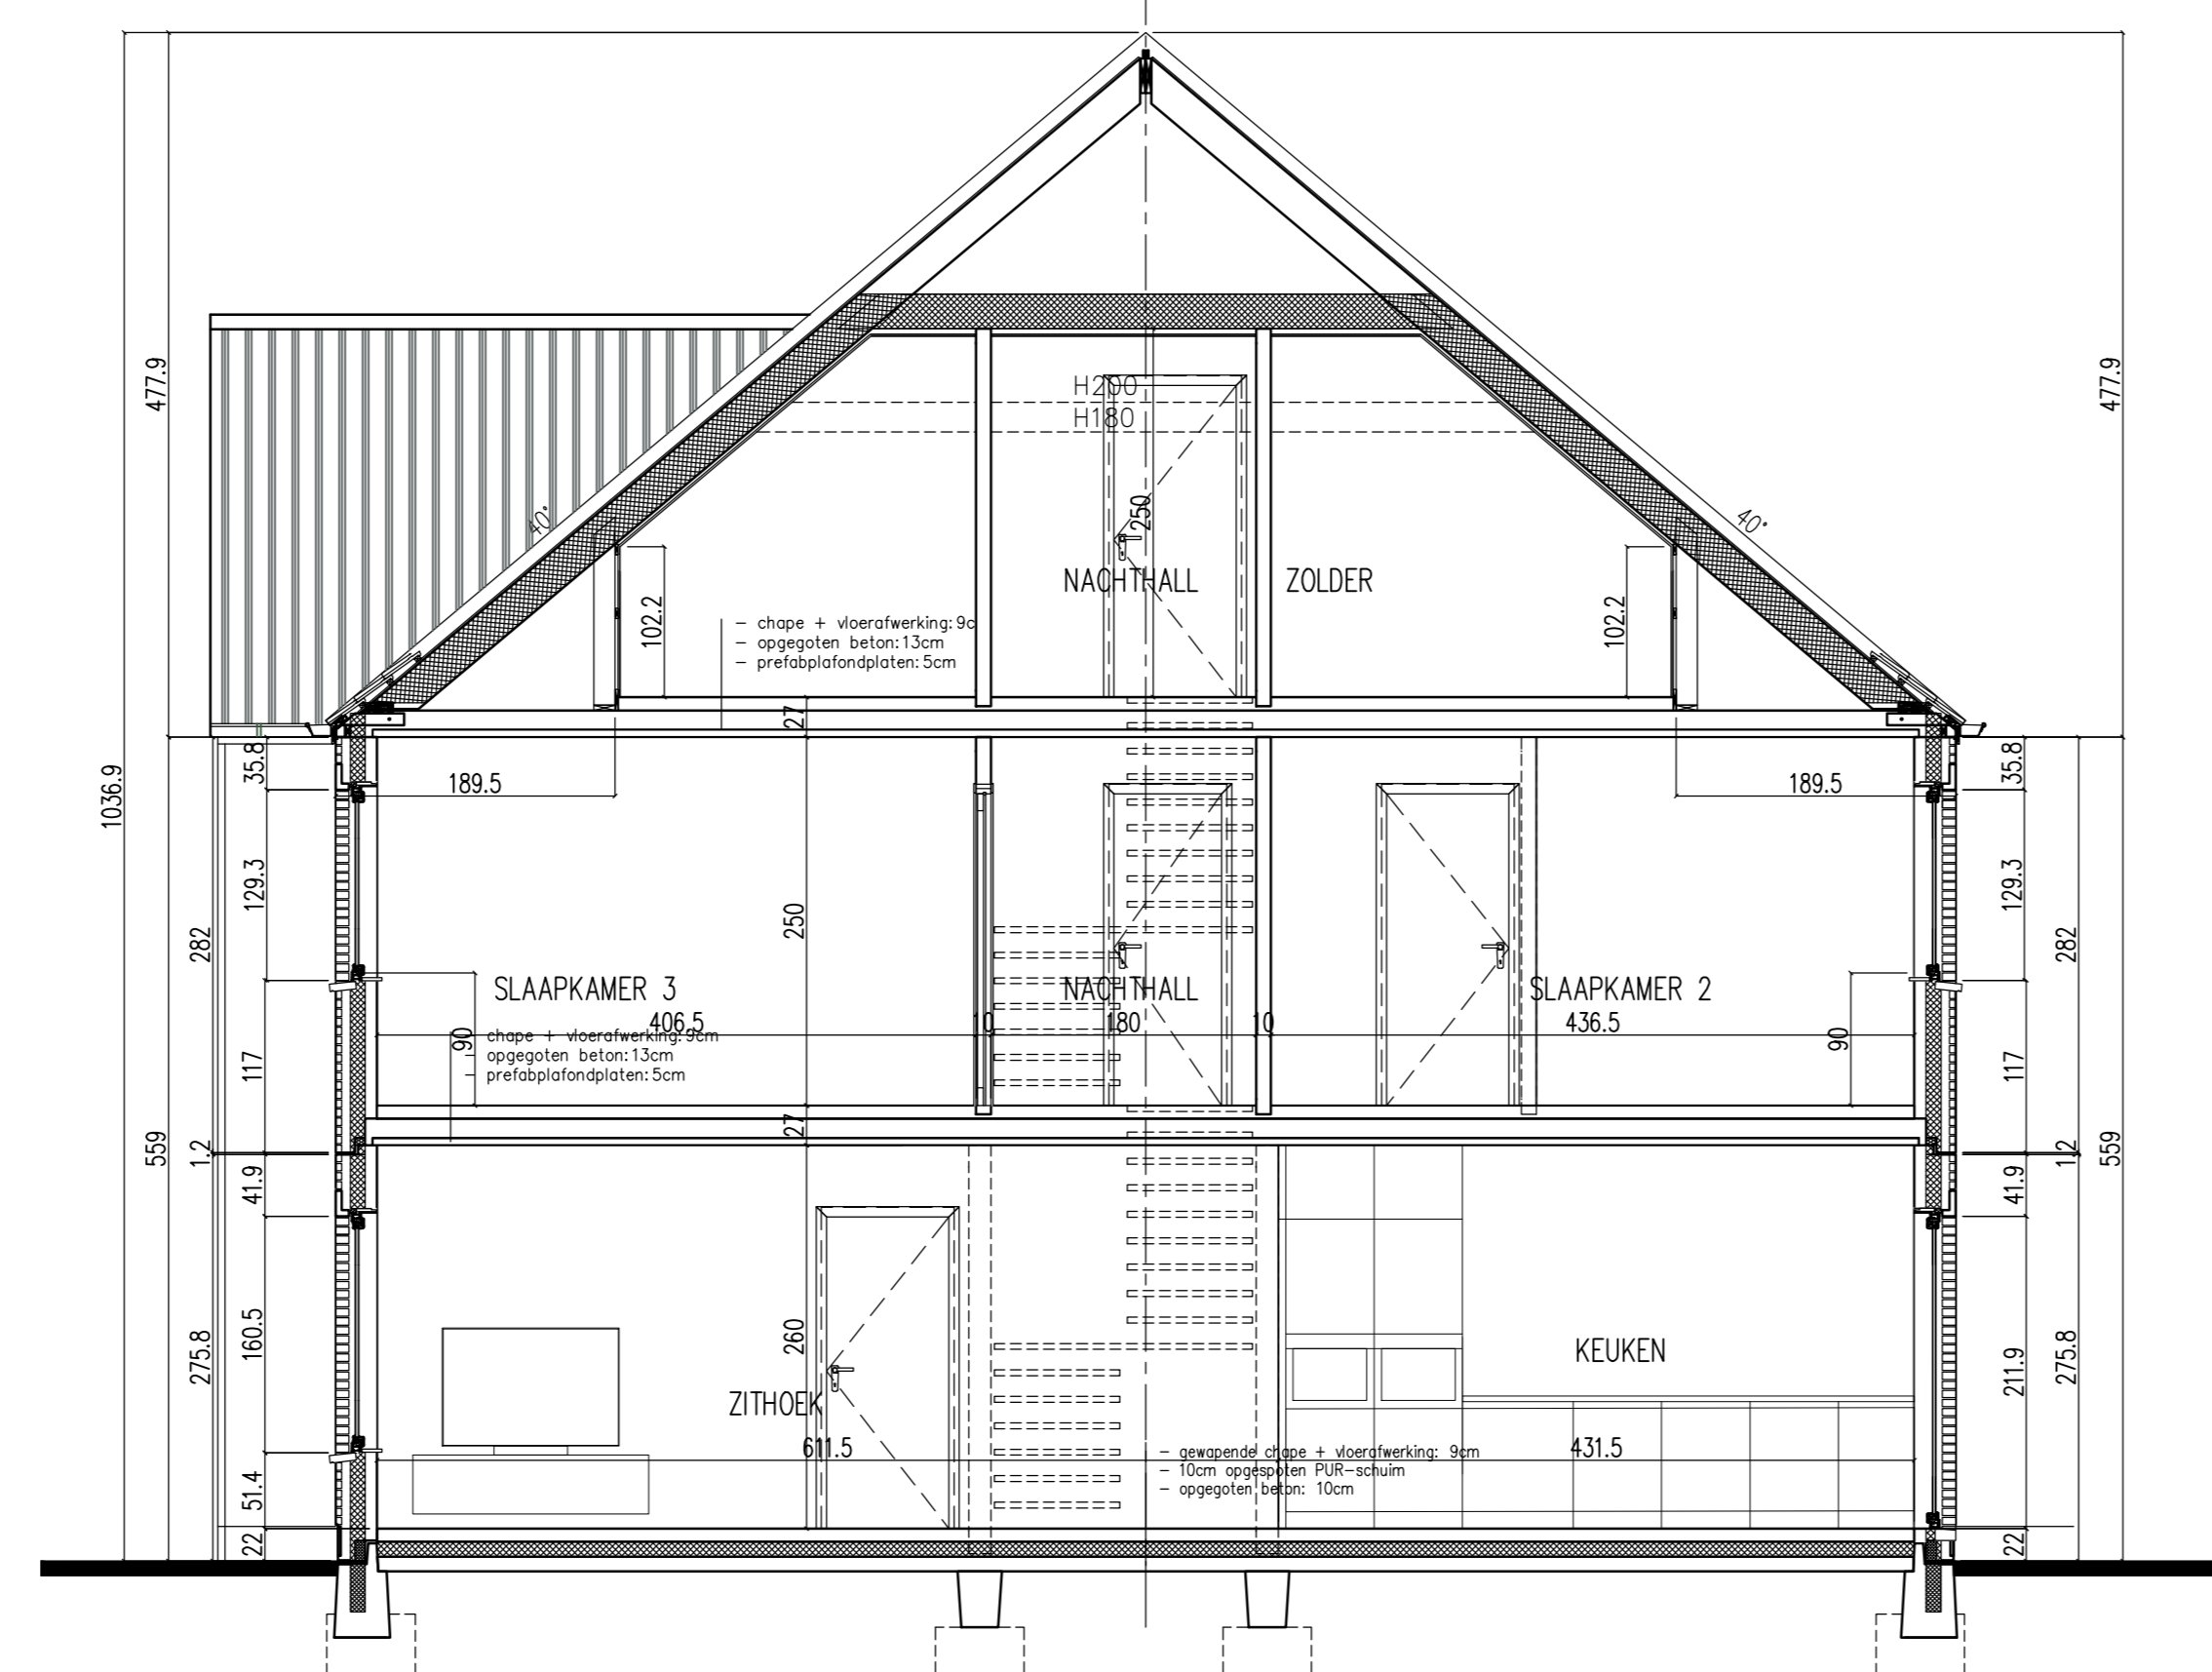 477.9
477.9
1036.9
H200
H180
40°
40°
250
NACHTHALL
ZOLDER
102.2
102.2
- chape + vloerafwerking: 9c
- opgegoten beton: 13cm
- prefabplafondplaten: 5cm
27
35.8
35.8
189.5
189.5
129.3
129.3
282
282
250
SLAAPKAMER 3
NACHTHALL
SLAAPKAMER 2
406.5
10
180
10
436.5
90
90
- chape + vloerafwerking: 9cm
- opgegoten beton: 13cm
- prefabplafondplaten: 5cm
117
117
27
559
559
1.2
1.2
41.9
41.9
260
160.5
275.8
275.8
211.9
KEUKEN
ZITHOEK
611.5
431.5
- gewapende chape + vloerafwerking: 9cm
- 10cm opgespoten PUR-schuim
- opgegoten beton: 10cm
51.4
22
22